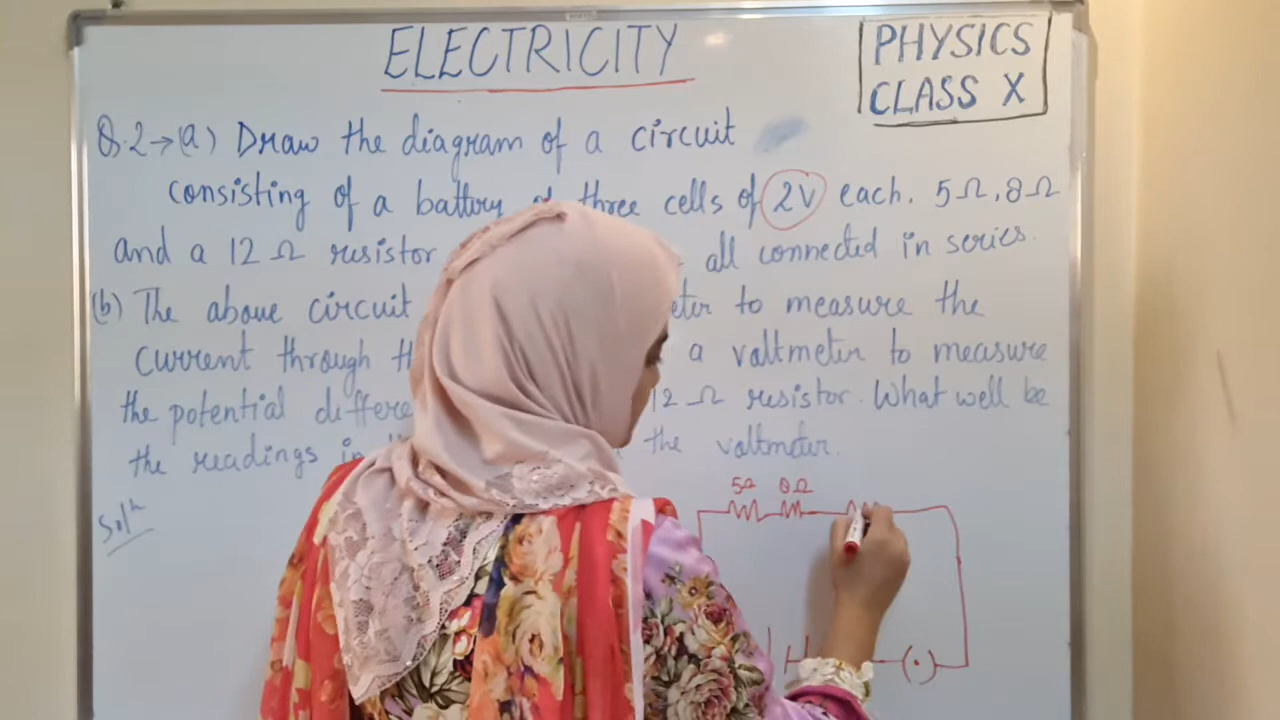 ELECTRICITY
PHYSICS
CLASS X
Q.2→(a) Draw the diagram of a circuit
consisting of a battery three cells of 2V each. 5Ω, 8Ω
and a 12Ω resistor all connected in series.
(b) The above circuit to measure the
current through a valtmeter to measure
the potential 12Ω resistor. What well be
the readings the valtmeter.
Solⁿ
5Ω 8Ω